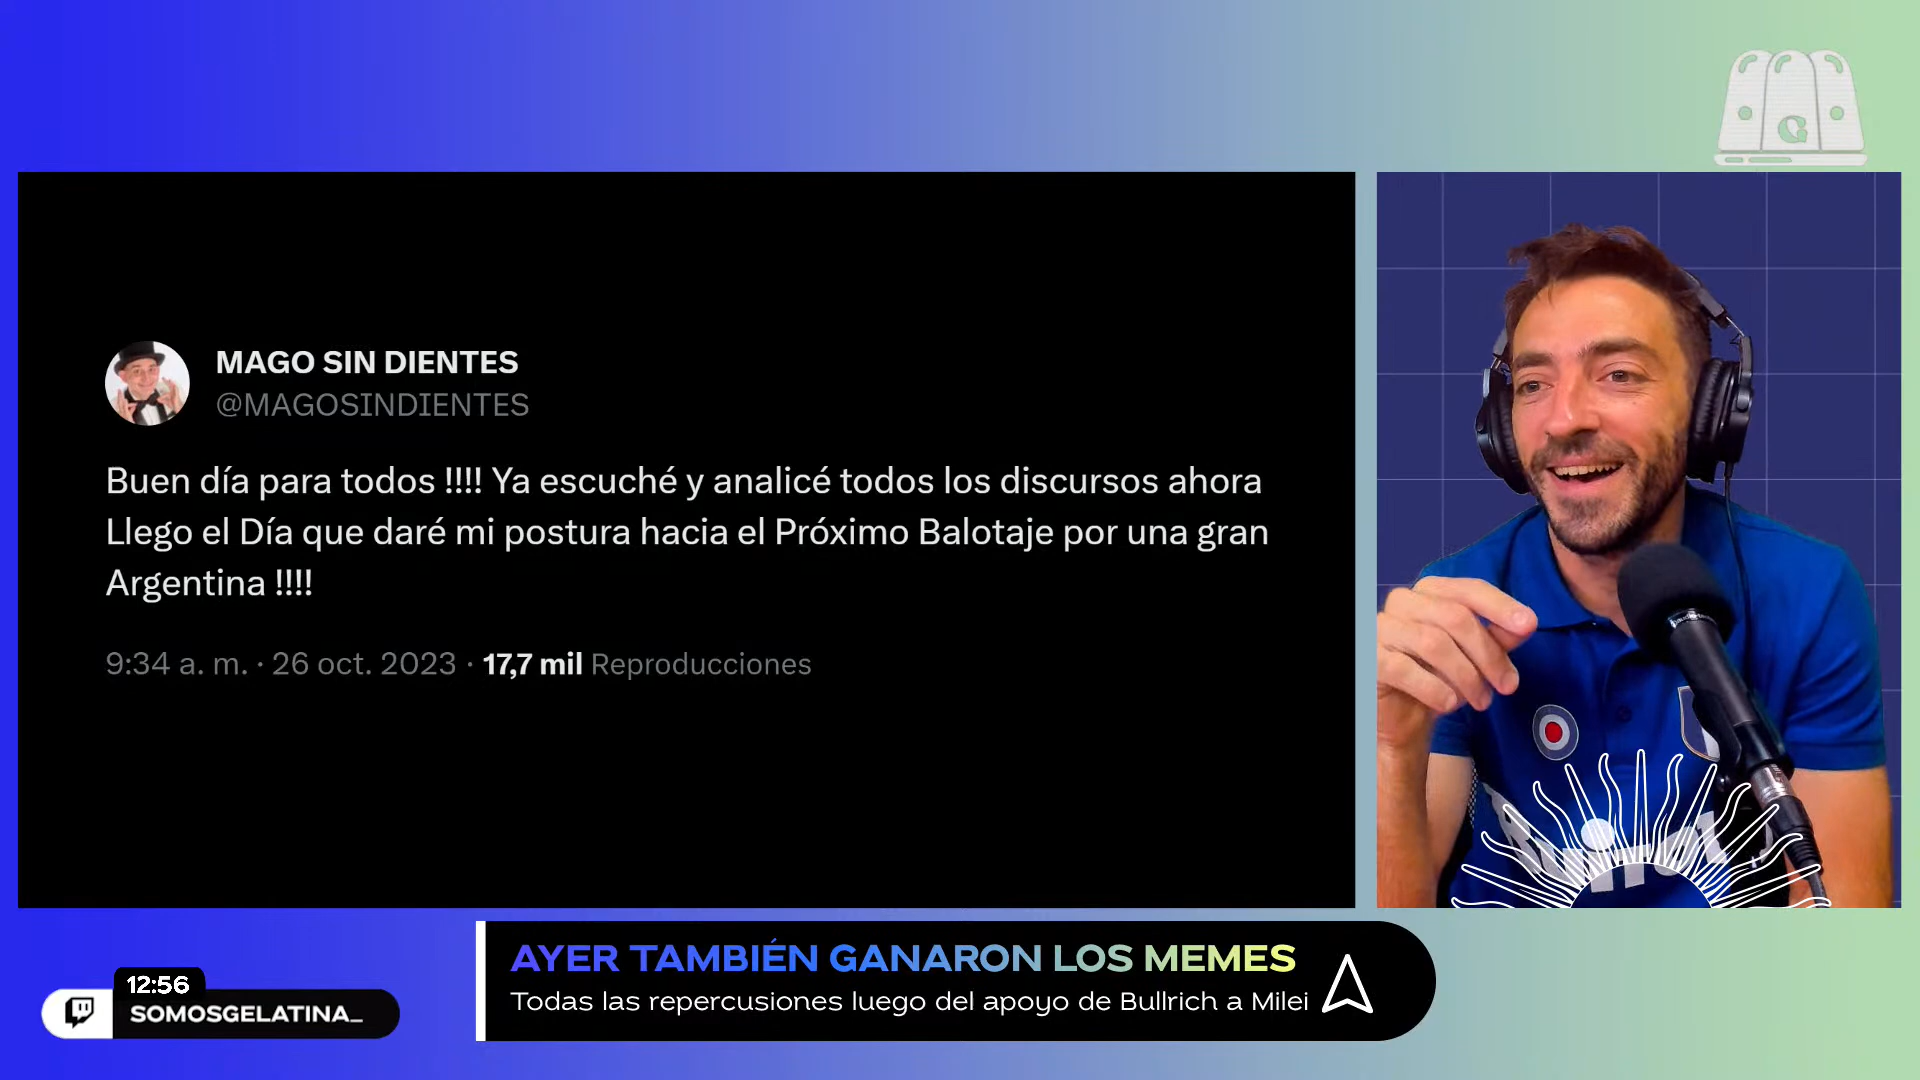 MAGO SIN DIENTES
@MAGOSINDIENTES
Buen día para todos !!!! Ya escuché y analicé todos los discursos ahora
Llego el Día que daré mi postura hacia el Próximo Balotaje por una gran
Argentina !!!!
9:34 a. m. · 26 oct. 2023 · 17,7 mil Reproducciones
G
AYER TAMBIÉN GANARON LOS MEMES
Todas las repercusiones luego del apoyo de Bullrich a Milei
12:56
SOMOSGELATINA_